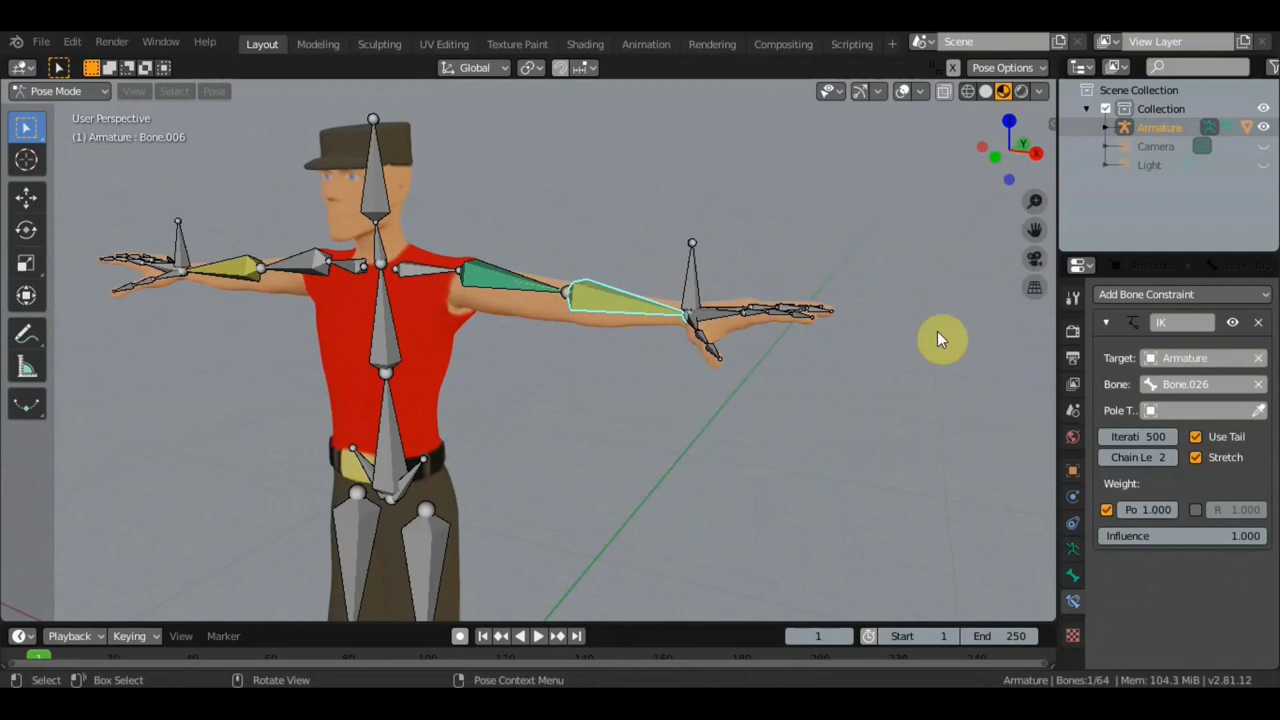 File Edit Render Window Help Layout Modeling Sculpting UV Editing Texture Paint Shading Animation Rendering Compositing Scripting + Scene View Layer
Global X Pose Options
Pose Mode View Select Pose
User Perspective
(1) Armature : Bone.006
Z
Y
X
Scene Collection
Collection
Armature
Camera
Light
Add Bone Constraint
IK
Target: Armature
Bone: Bone.026
Pole T..
Iterati 500 Use Tail
Chain Le 2 Stretch
Weight:
Po 1.000 R 1.000
Influence 1.000
Playback Keying View Marker 1 Start 1 End 250
1
Select Box Select Rotate View Pose Context Menu Armature | Bones:1/64 | Mem: 104.3 MiB | v2.81.12